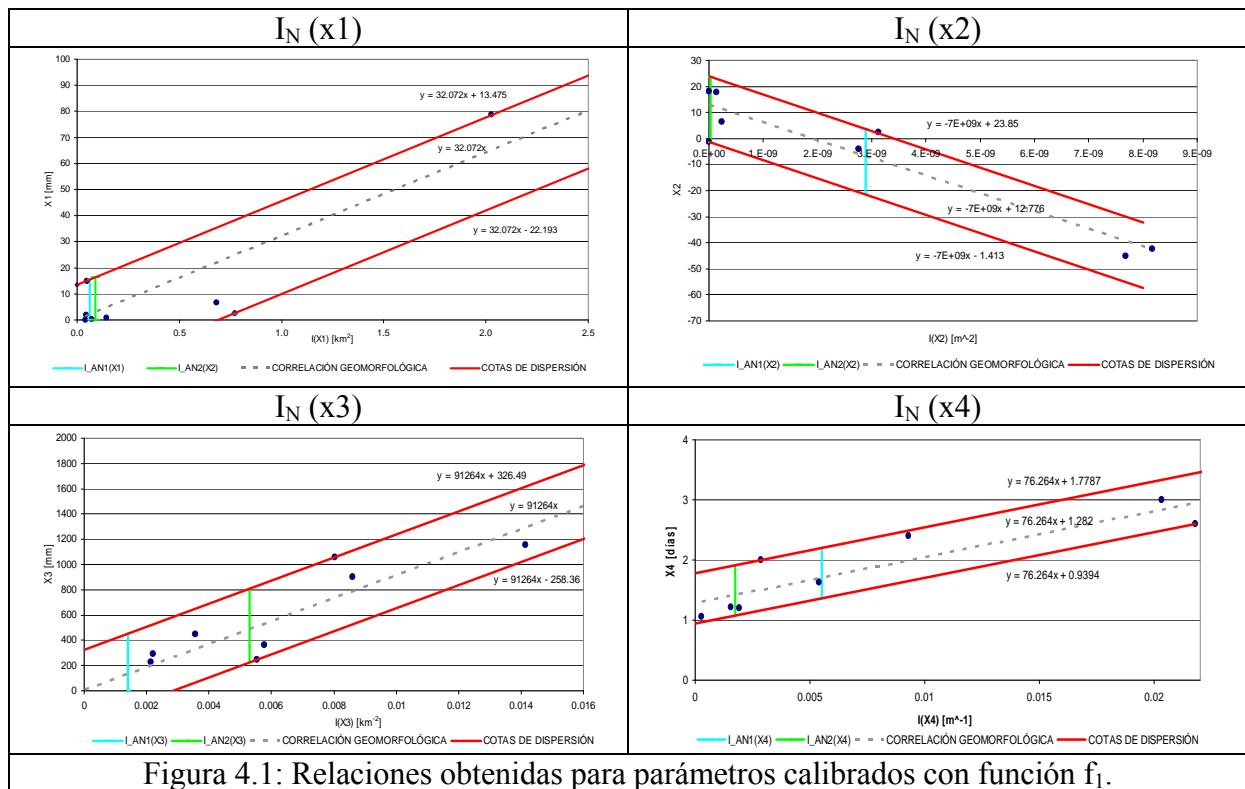 I_N (x1)
100
90
80
70
60
50
40
30
20
10
0
X1 [mm]
y = 32.072x + 13.475
y = 32.072x
y = 32.072x - 22.193
0.0 0.5 1.0 1.5 2.0 2.5
I(X1) [km²]
I_AN1(X1) I_AN2(X2) CORRELACIÓN GEOMORFOLÓGICA COTAS DE DISPERSIÓN
I_N (x2)
30
20
10
0
-10
-20
-30
-40
-50
-60
-70
X2
y = -7E+09x + 23.85
0.E+00 1.E-09 2.E-09 3.E-09 4.E-09 5.E-09 6.E-09 7.E-09 8.E-09 9.E-09
y = -7E+09x + 12.776
y = -7E+09x - 1.413
I(X2) [m^-2]
I_AN1(X2) I_AN2(X2) CORRELACIÓN GEOMORFOLÓGICA COTAS DE DISPERSIÓN
I_N (x3)
2000
1800
1600
1400
1200
1000
800
600
400
200
0
X3 [mm]
y = 91264x + 326.49
y = 91264x
y = 91264x - 258.36
0 0.002 0.004 0.006 0.008 0.01 0.012 0.014 0.016
I(X3) [km⁻²]
I_AN1(X3) I_AN2(X3) CORRELACIÓN GEOMORFOLÓGICA COTAS DE DISPERSIÓN
I_N (x4)
4
3
2
1
0
X4 [días]
y = 76.264x + 1.7787
y = 76.264x + 1.282
y = 76.264x + 0.9394
0 0.005 0.01 0.015 0.02
I(X4) [m^-1]
I_AN1(X4) I_AN2(X4) CORRELACIÓN GEOMORFOLÓGICA COTAS DE DISPERSIÓN
Figura 4.1: Relaciones obtenidas para parámetros calibrados con función f₁.